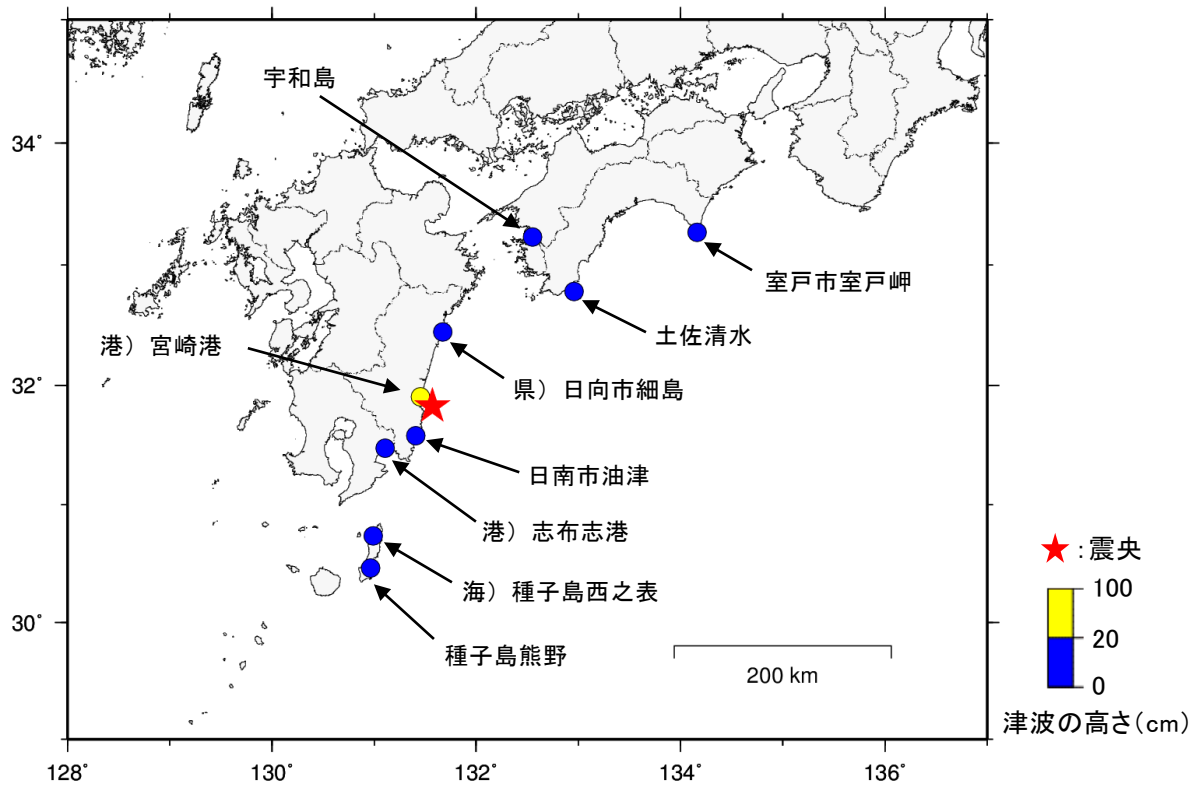 宇和島
34°
室戸市室戸岬
土佐清水
港）宮崎港
32°
県）日向市細島
日南市油津
港）志布志港
★:震央
100
海）種子島西之表
20
30°
種子島熊野
200 km
0
津波の高さ(cm)
128°
130°
132°
134°
136°